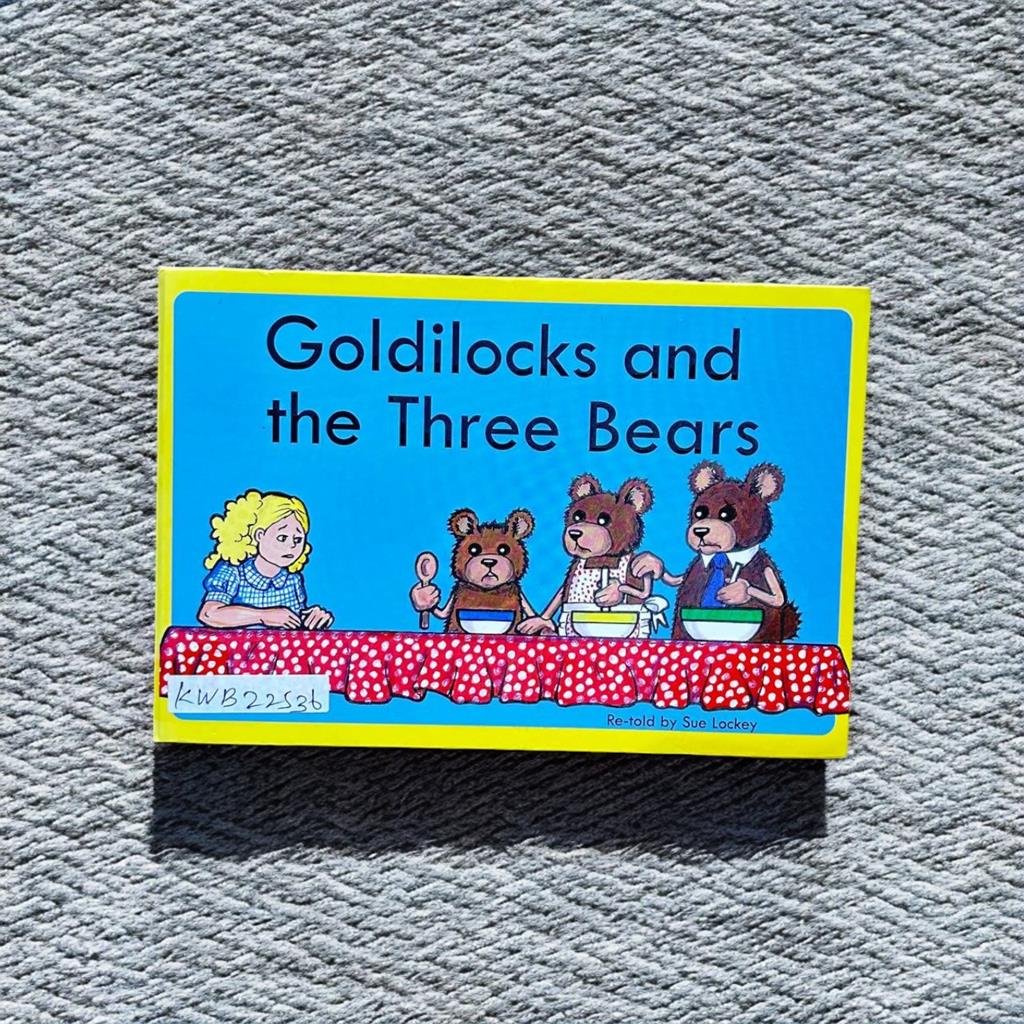 Goldilocks and
the Three Bears
KWB22536
Re-told by Sue Lockey